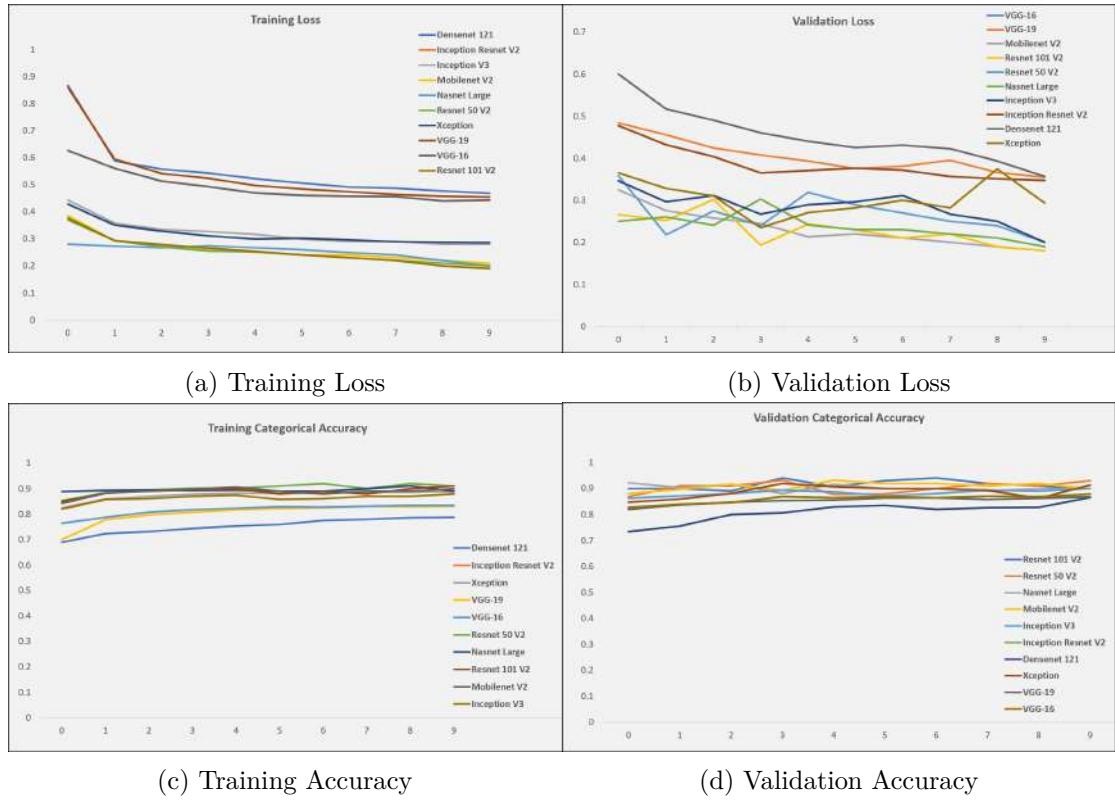 Training Loss
Densenet 121
Inception Resnet V2
Inception V3
Mobilenet V2
Nasnet Large
Resnet 50 V2
Xception
VGG-19
VGG-16
Resnet 101 V2
1
0.9
0.8
0.7
0.6
0.5
0.4
0.3
0.2
0.1
0
0 1 2 3 4 5 6 7 8 9
(a) Training Loss
Validation Loss
VGG-16
VGG-19
Mobilenet V2
Resnet 101 V2
Resnet 50 V2
Nasnet Large
Inception V3
Inception Resnet V2
Densenet 121
Xception
0.7
0.6
0.5
0.4
0.3
0.2
0.1
0
0 1 2 3 4 5 6 7 8 9
(b) Validation Loss
Training Categorical Accuracy
1
0.9
0.8
0.7
0.6
0.5
0.4
0.3
0.2
0.1
0
Densenet 121
Inception Resnet V2
Xception
VGG-19
VGG-16
Resnet 50 V2
Nasnet Large
Resnet 101 V2
Mobilenet V2
Inception V3
0 1 2 3 4 5 6 7 8 9
(c) Training Accuracy
Validation Categorical Accuracy
1
0.9
0.8
0.7
0.6
0.5
0.4
0.3
0.2
0.1
0
Resnet 101 V2
Resnet 50 V2
Nasnet Large
Mobilenet V2
Inception V3
Inception Resnet V2
Densenet 121
Xception
VGG-19
VGG-16
0 1 2 3 4 5 6 7 8 9
(d) Validation Accuracy